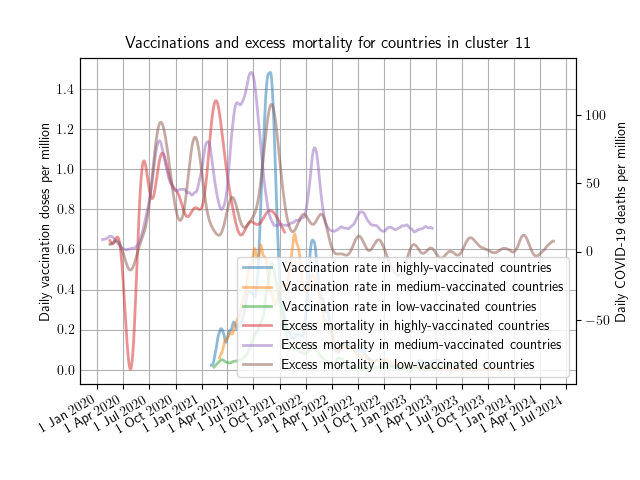 Vaccinations and excess mortality for countries in cluster 11
Daily vaccination doses per million
1.4
1.2
1.0
0.8
0.6
0.4
0.2
0.0
100
50
0
−50
Daily COVID-19 deaths per million
Vaccination rate in highly-vaccinated countries
Vaccination rate in medium-vaccinated countries
Vaccination rate in low-vaccinated countries
Excess mortality in highly-vaccinated countries
Excess mortality in medium-vaccinated countries
Excess mortality in low-vaccinated countries
1 Jan 2020
1 Apr 2020
1 Jul 2020
1 Oct 2020
1 Jan 2021
1 Apr 2021
1 Jul 2021
1 Oct 2021
1 Jan 2022
1 Apr 2022
1 Jul 2022
1 Oct 2022
1 Jan 2023
1 Apr 2023
1 Jul 2023
1 Oct 2023
1 Jan 2024
1 Apr 2024
1 Jul 2024